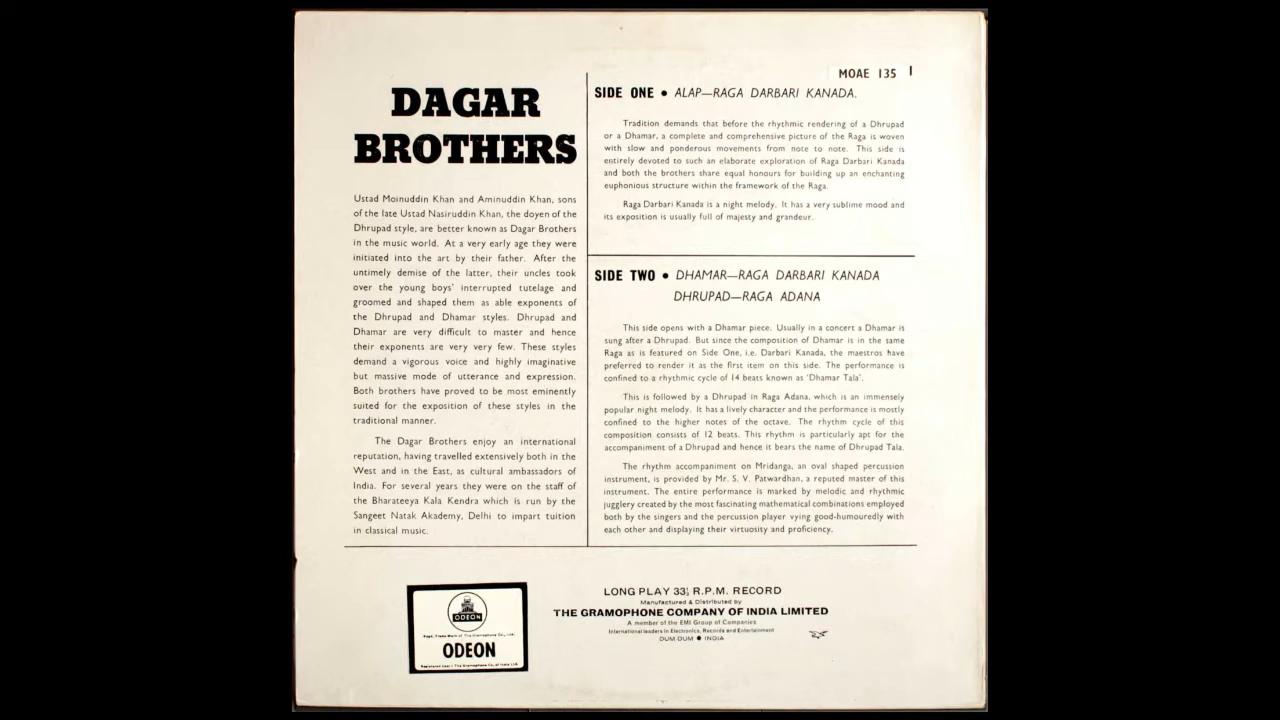 MOAE 135 I
DAGAR
BROTHERS
Ustad Moinuddin Khan and Aminuddin Khan, sons
of the late Ustad Nasiruddin Khan, the doyen of the
Dhrupad style, are better known as Dagar Brothers
in the music world. At a very early age they were
initiated into the art by their father. After the
untimely demise of the latter, their uncles took
over the young boys' interrupted tutelage and
groomed and shaped them as able exponents of
the Dhrupad and Dhamar styles. Dhrupad and
Dhamar are very difficult to master and hence
their exponents are very very few. These styles
demand a vigorous voice and highly imaginative
but massive mode of utterance and expression.
Both brothers have proved to be most eminently
suited for the exposition of these styles in the
traditional manner.
The Dagar Brothers enjoy an international
reputation, having travelled extensively both in the
West and in the East, as cultural ambassadors of
India. For several years they were on the staff of
the Bharateeya Kala Kendra which is run by the
Sangeet Natak Akademy, Delhi to impart tuition
in classical music.
SIDE ONE • ALAP—RAGA DARBARI KANADA.
Tradition demands that before the rhythmic rendering of a Dhrupad
or a Dhamar, a complete and comprehensive picture of the Raga is woven
with slow and ponderous movements from note to note. This side is
entirely devoted to such an elaborate exploration of Raga Darbari Kanada
and both the brothers share equal honours for building up an enchanting
euphonious structure within the framework of the Raga.
Raga Darbari Kanada is a night melody. It has a very sublime mood and
its exposition is usually full of majesty and grandeur.
SIDE TWO • DHAMAR—RAGA DARBARI KANADA
DHRUPAD—RAGA ADANA
This side opens with a Dhamar piece. Usually in a concert a Dhamar is
sung after a Dhrupad. But since the composition of Dhamar is in the same
Raga as is featured on Side One, i.e. Darbari Kanada, the maestros have
preferred to render it as the first item on this side. The performance is
confined to a rhythmic cycle of 14 beats known as 'Dhamar Tala'.
This is followed by a Dhrupad in Raga Adana, which is an immensely
popular night melody. It has a lively character and the performance is mostly
confined to the higher notes of the octave. The rhythm cycle of this
composition consists of 12 beats. This rhythm is particularly apt for the
accompaniment of a Dhrupad and hence it bears the name of Dhrupad Tala.
The rhythm accompaniment on Mridanga, an oval shaped percussion
instrument, is provided by Mr. S. V. Patwardhan, a reputed master of this
instrument. The entire performance is marked by melodic and rhythmic
jugglery created by the most fascinating mathematical combinations employed
both by the singers and the percussion player vying good-humouredly with
each other and displaying their virtuosity and proficiency.
ODEON
Regd. Trade Mark of The Gramophone Co., Ltd.
ODEON
Registered User : The Gramophone Co. of India Ltd.
LONG PLAY 33⅓ R.P.M. RECORD
Manufactured & Distributed by
THE GRAMOPHONE COMPANY OF INDIA LIMITED
A member of the EMI Group of Companies
International leaders in Electronics, Records and Entertainment
DUM DUM ● INDIA